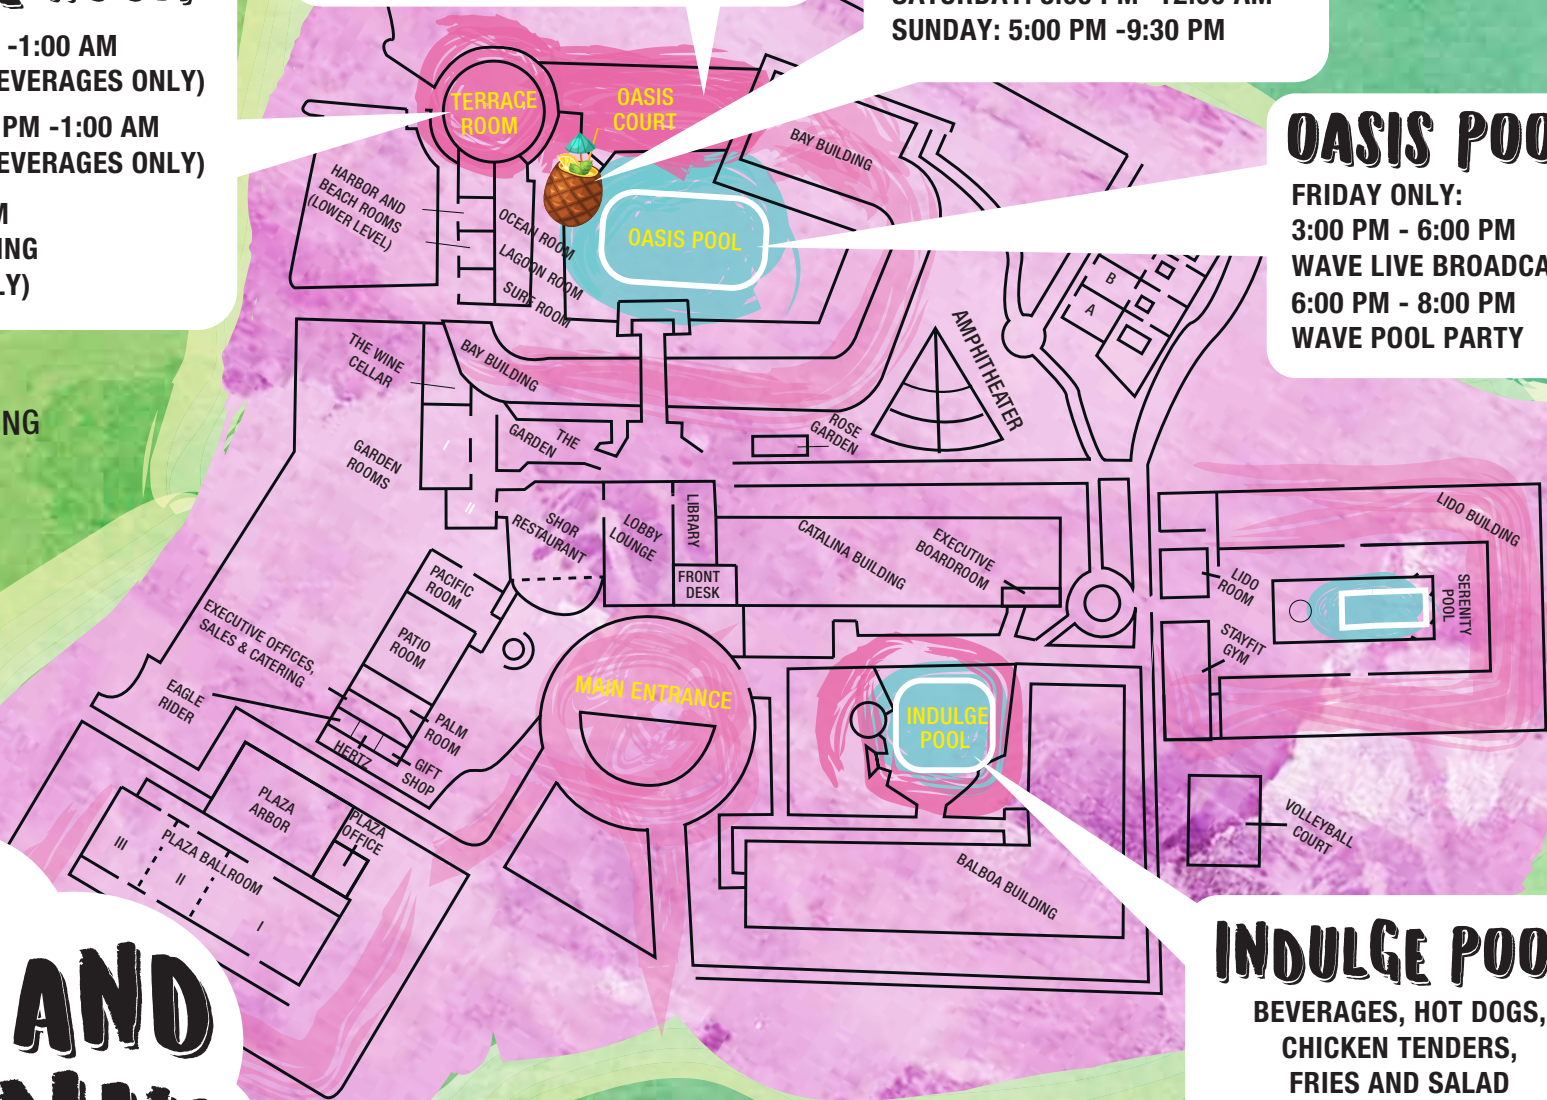 -1:00 AM
EVERAGES ONLY)
PM -1:00 AM
EVERAGES ONLY)
M
ING
LY)
NG
SUNDAY: 5:00 PM -9:30 PM
OASIS POO
FRIDAY ONLY:
3:00 PM - 6:00 PM
WAVE LIVE BROADCA
6:00 PM - 8:00 PM
WAVE POOL PARTY
TERRACE
ROOM
OASIS
COURT
BAY BUILDING
HARBOR AND
BEACH ROOMS
(LOWER LEVEL)
OCEAN ROOM
LAGOON ROOM
SURF ROOM
OASIS POOL
B
A
AMPHITHEATER
THE WINE
CELLAR
BAY BUILDING
THE
GARDEN
ROSE
GARDEN
GARDEN
ROOMS
I
II
SHOR
RESTAURANT
LOBBY
LOUNGE
LIBRARY
FRONT
DESK
CATALINA BUILDING
EXECUTIVE
BOARDROOM
LIDO BUILDING
LIDO
ROOM
SERENITY
POOL
STAYFIT
GYM
PACIFIC
ROOM
PATIO
ROOM
EXECUTIVE OFFICES,
SALES & CATERING
EAGLE
RIDER
PALM
ROOM
HERTZ
GIFT
SHOP
MAIN ENTRANCE
INDULGE
POOL
PLAZA
ARBOR
PLAZA
OFFICE
PLAZA BALLROOM
III
II
I
BALBOA BUILDING
VOLLEYBALL
COURT
AND
INDULGE POO
BEVERAGES, HOT DOGS,
CHICKEN TENDERS,
FRIES AND SALAD